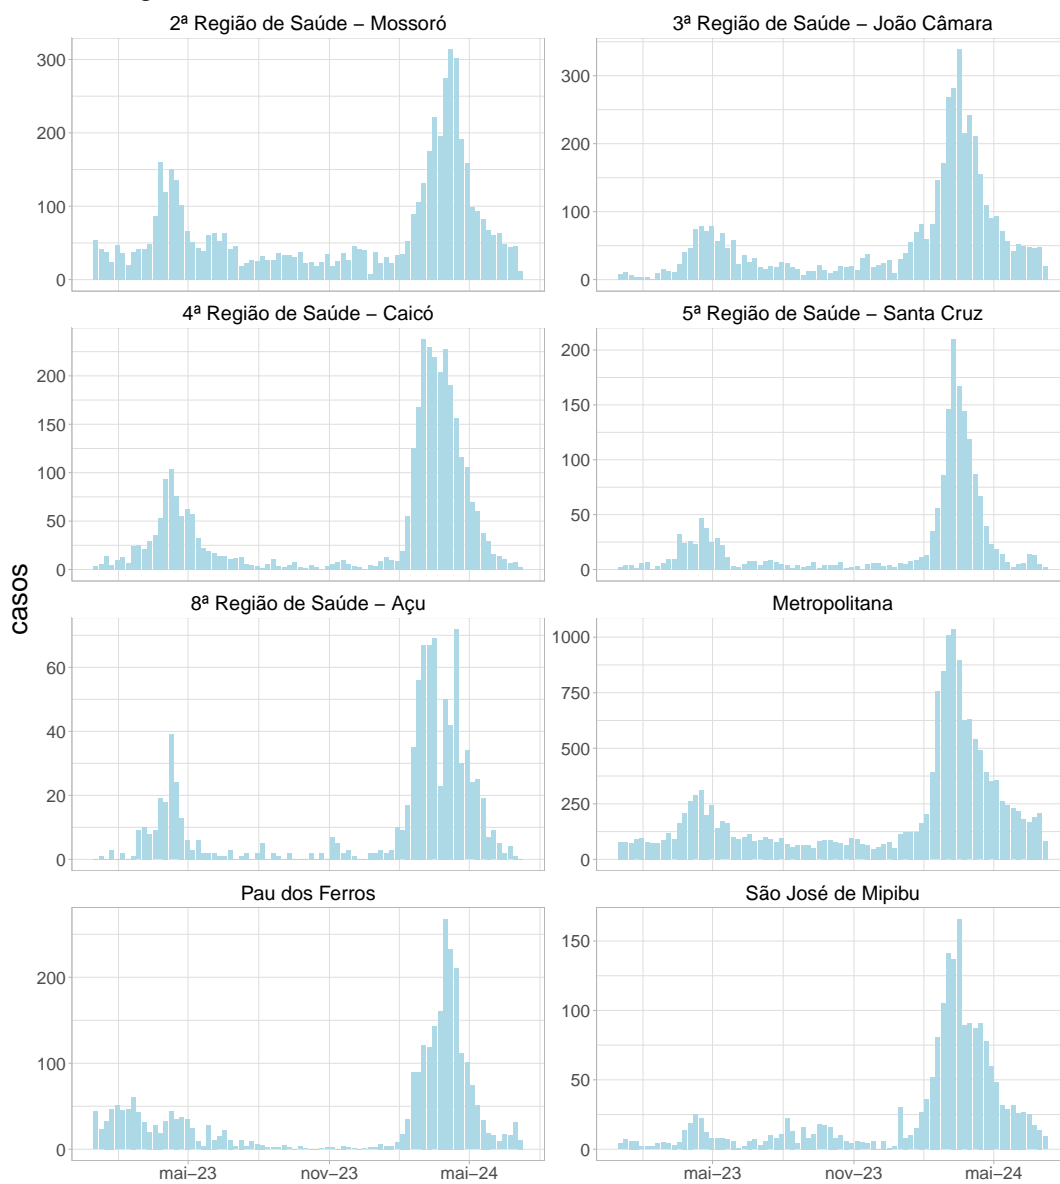 2ª Região de Saúde – Mossoró
3ª Região de Saúde – João Câmara
300
200
100
0
300
200
100
0
4ª Região de Saúde – Caicó
5ª Região de Saúde – Santa Cruz
200
150
100
50
0
200
150
100
50
0
casos
8ª Região de Saúde – Açu
Metropolitana
60
40
20
0
1000
750
500
250
0
Pau dos Ferros
São José de Mipibu
200
100
0
150
100
50
0
mai–23
nov–23
mai–24
mai–23
nov–23
mai–24